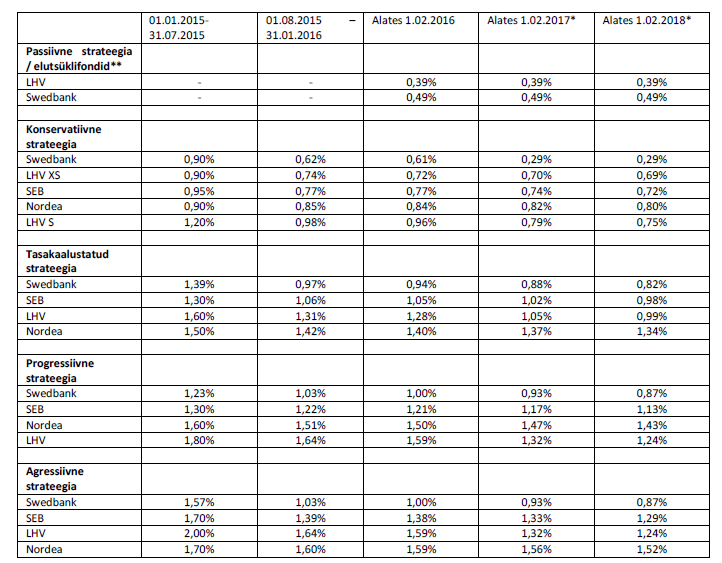 01.01.2015- 01.08.2015 – Alates 1.02.2016 Alates 1.02.2017* Alates 1.02.2018*
31.07.2015 31.01.2016
Passiivne strateegia
/ elutsüklifondid**
LHV - - 0,39% 0,39% 0,39%
Swedbank - - 0,49% 0,49% 0,49%
Konservatiivne
strateegia
Swedbank 0,90% 0,62% 0,61% 0,29% 0,29%
LHV XS 0,90% 0,74% 0,72% 0,70% 0,69%
SEB 0,95% 0,77% 0,77% 0,74% 0,72%
Nordea 0,90% 0,85% 0,84% 0,82% 0,80%
LHV S 1,20% 0,98% 0,96% 0,79% 0,75%
Tasakaalustatud
strateegia
Swedbank 1,39% 0,97% 0,94% 0,88% 0,82%
SEB 1,30% 1,06% 1,05% 1,02% 0,98%
LHV 1,60% 1,31% 1,28% 1,05% 0,99%
Nordea 1,50% 1,42% 1,40% 1,37% 1,34%
Progressiivne
strateegia
Swedbank 1,23% 1,03% 1,00% 0,93% 0,87%
SEB 1,30% 1,22% 1,21% 1,17% 1,13%
Nordea 1,60% 1,51% 1,50% 1,47% 1,43%
LHV 1,80% 1,64% 1,59% 1,32% 1,24%
Agressiivne
strateegia
Swedbank 1,57% 1,03% 1,00% 0,93% 0,87%
SEB 1,70% 1,39% 1,38% 1,33% 1,29%
LHV 2,00% 1,64% 1,59% 1,32% 1,24%
Nordea 1,70% 1,60% 1,59% 1,56% 1,52%